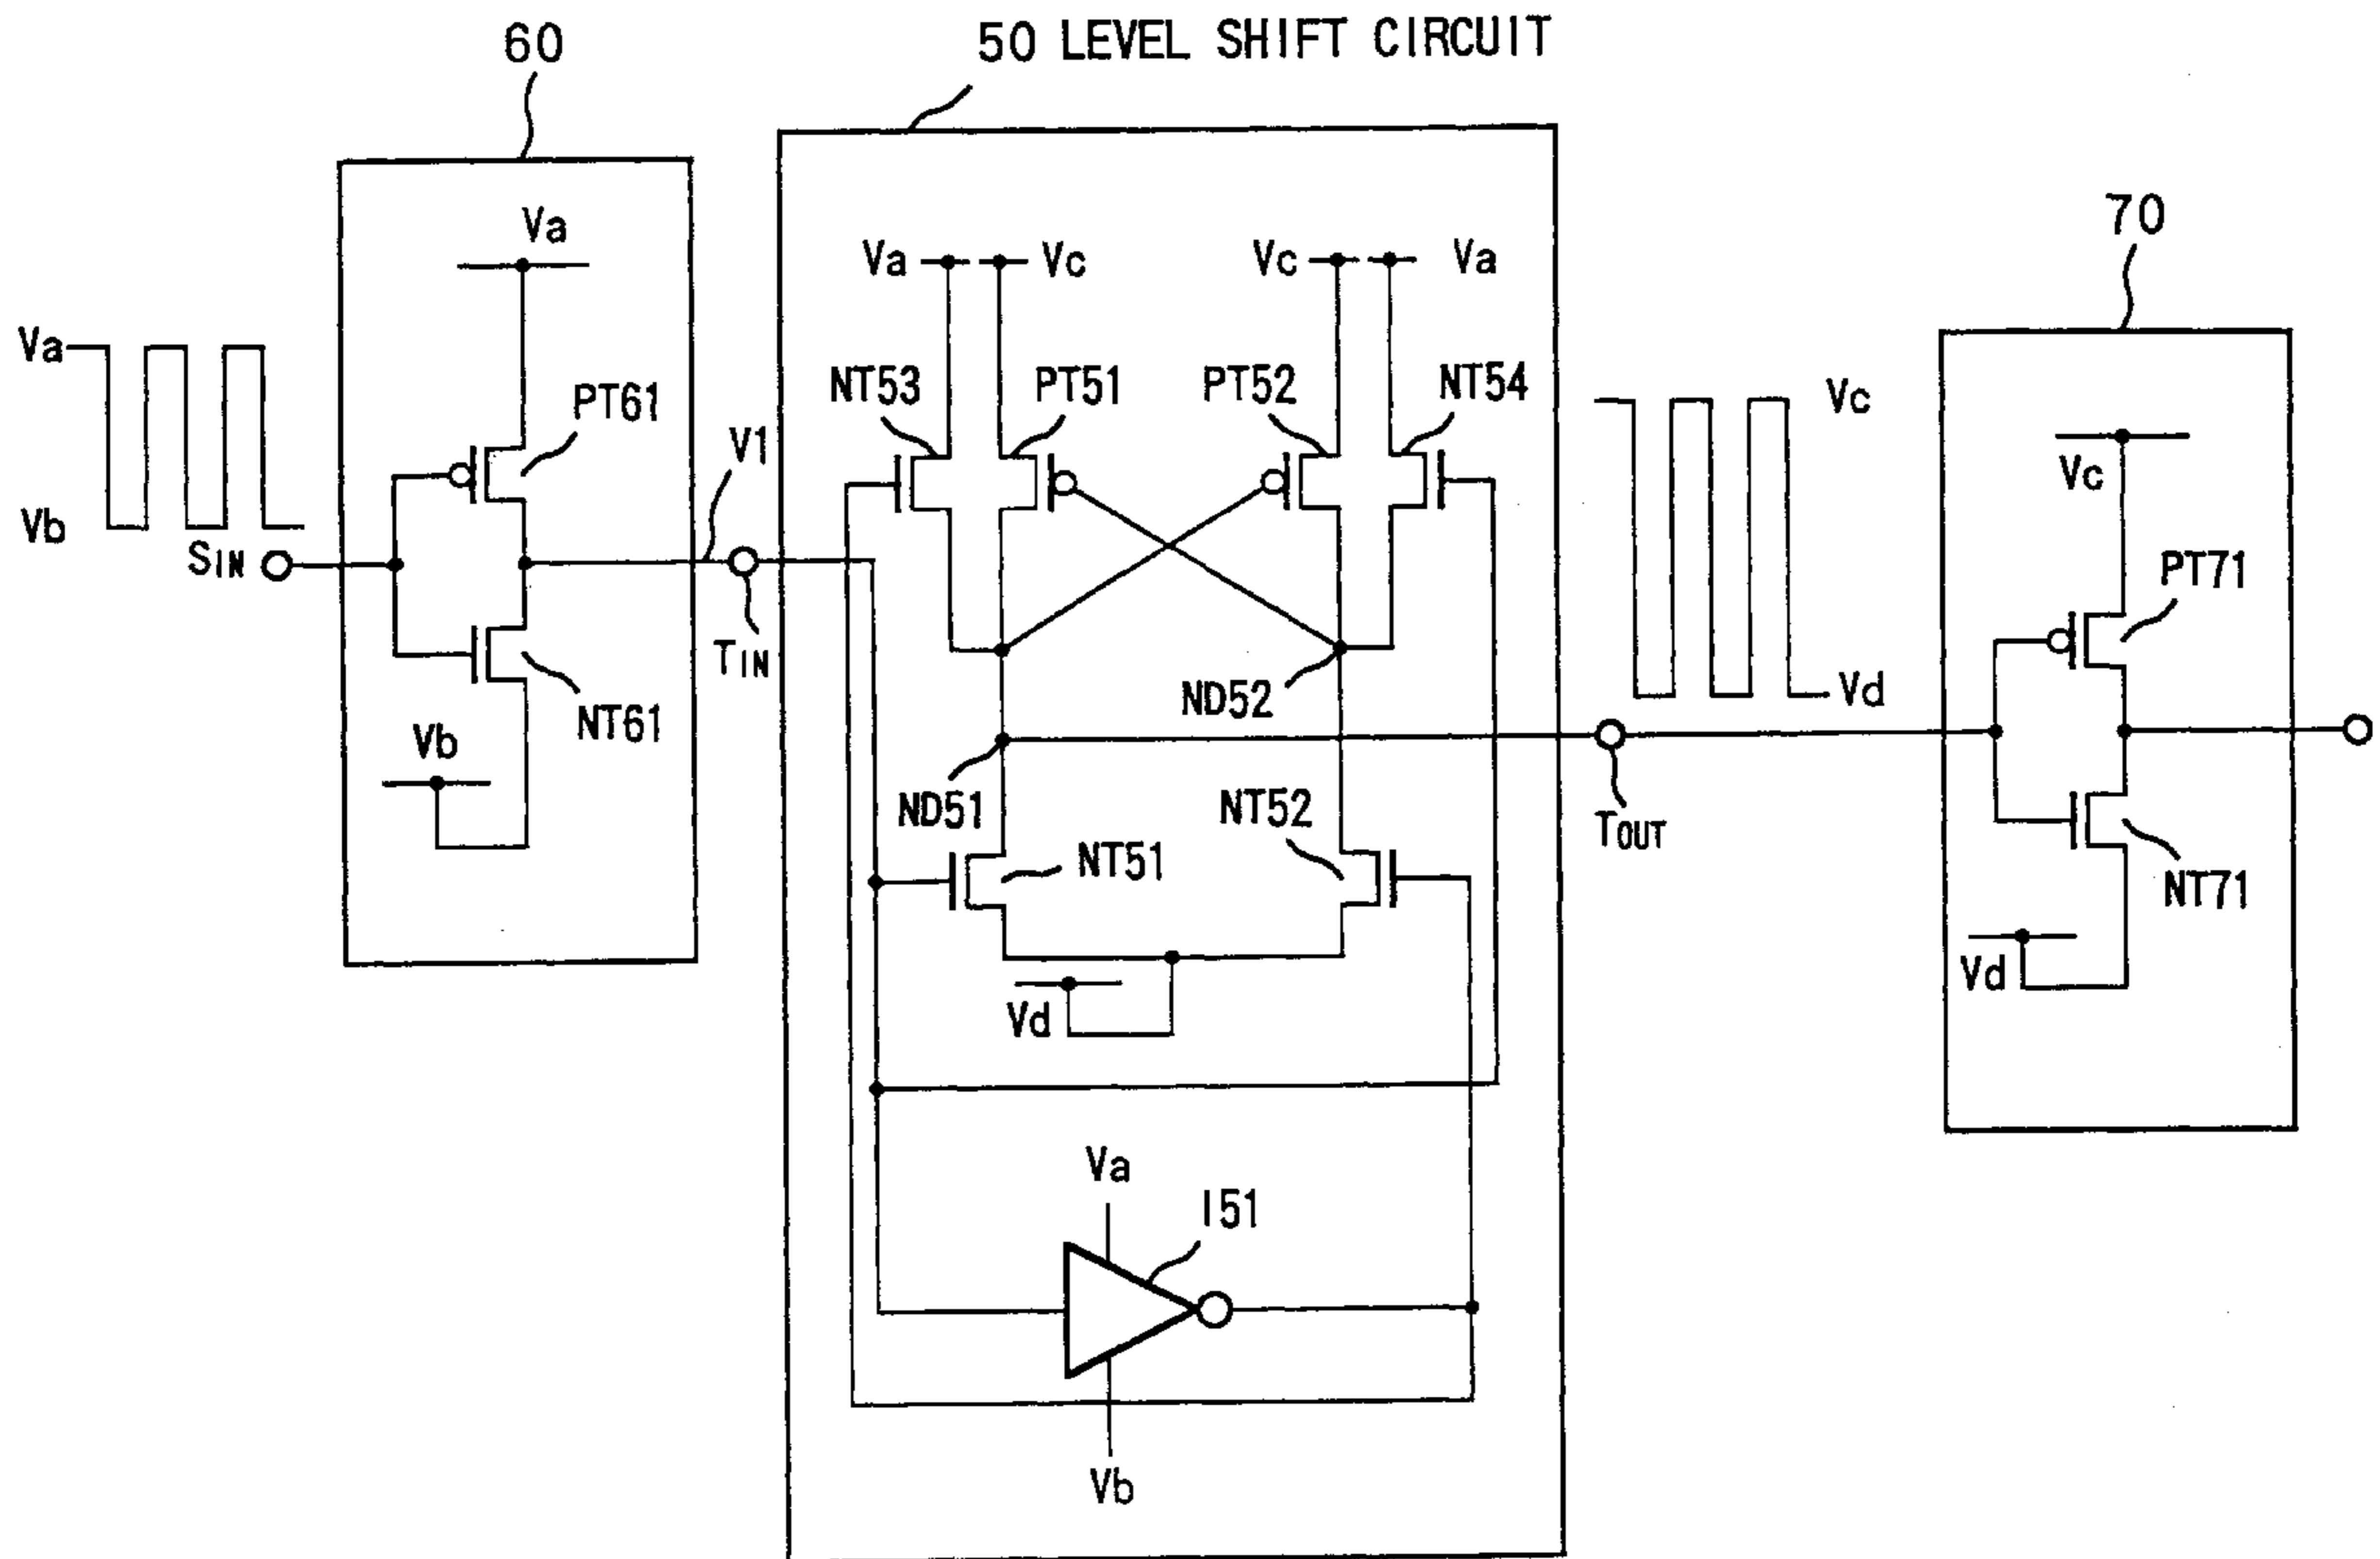 50 LEVEL SHIFT CIRCUIT
60
70
Va
Va
Vc
Vc
Va
Va
Vb
SIN
PT61
NT61
Vb
V1
TIN
NT53
PT51
PT52
NT54
ND52
ND51
NT51
NT52
Vd
Va
I51
Vb
Vc
Vd
TOUT
Vc
PT71
NT71
Vd